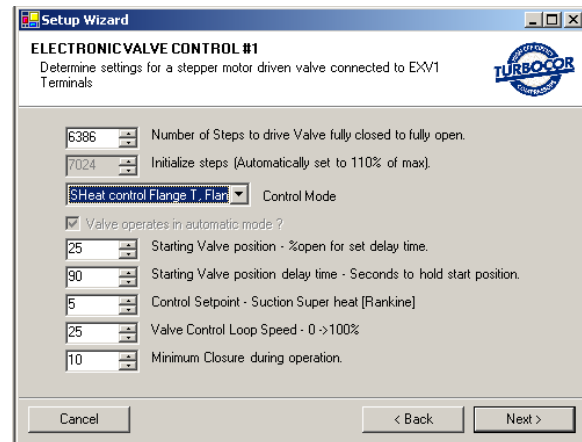 Setup Wizard
ELECTRONIC VALVE CONTROL #1
Determine settings for a stepper motor driven valve connected to EXV1
Terminals
TURBOCOR
6386 Number of Steps to drive Valve fully closed to fully open.
7024 Initialize steps (Automatically set to 110% of max).
SHeat control Flange T, Flan Control Mode
Valve operates in automatic mode ?
25 Starting Valve position - %open for set delay time.
90 Starting Valve position delay time - Seconds to hold start position.
5 Control Setpoint - Suction Super heat [Rankine]
25 Valve Control Loop Speed - 0 ->100%
10 Minimum Closure during operation.
Cancel < Back Next >